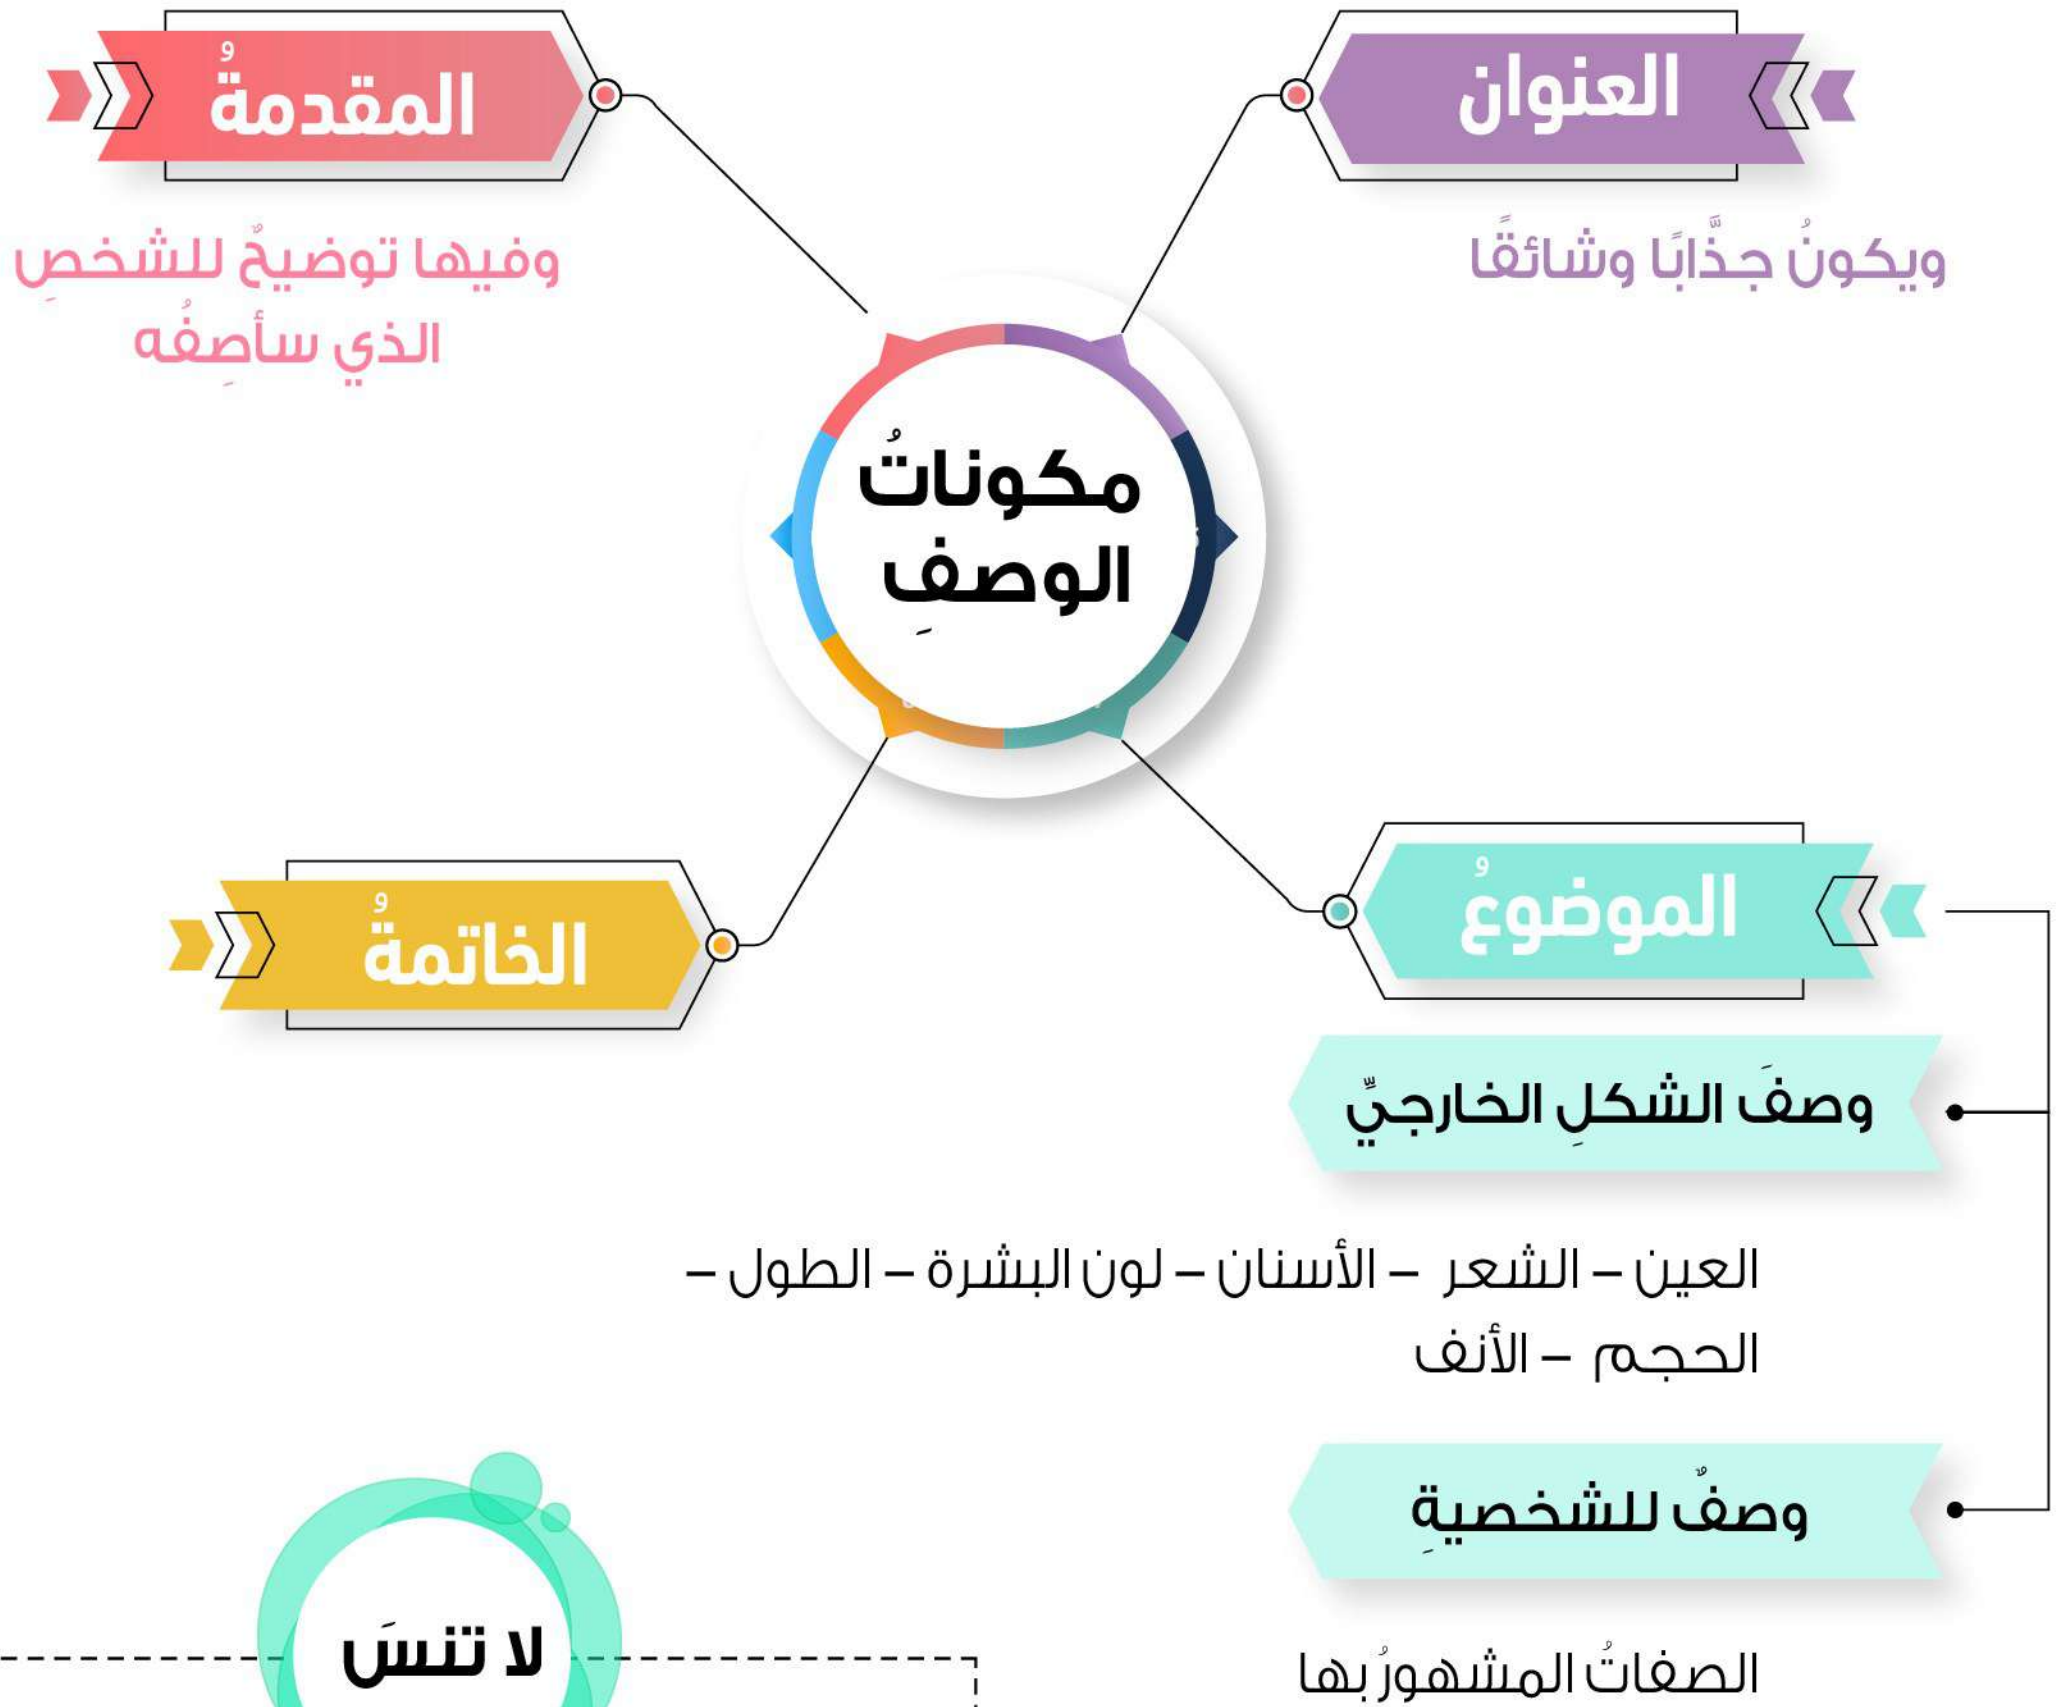 العنوان
ويكونُ جذَّابًا وشائقًا
المقدمةُ
وفيها توضيحٌ للشخصِ
الذي سأصِفُه
مكوناتُ
الوصفِ
الموضوعُ
وصفَ الشكلِ الخارجيِّ
العين – الشعر – الأسنان – لون البشرة – الطول –
الحجم – الأنف
وصفٌ للشخصيةِ
الصفاتُ المشهورُ بها
الخاتمةُ
لا تنسَ